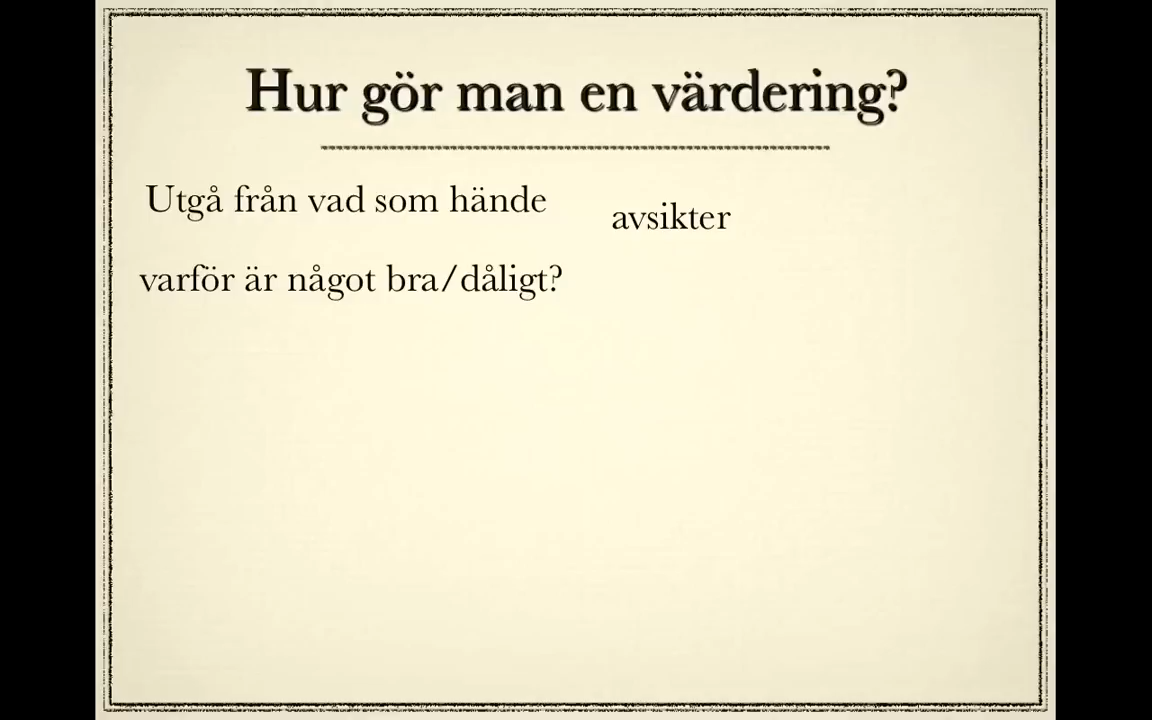 Hur gör man en värdering?
Utgå från vad som hände
avsikter
varför är något bra/dåligt?